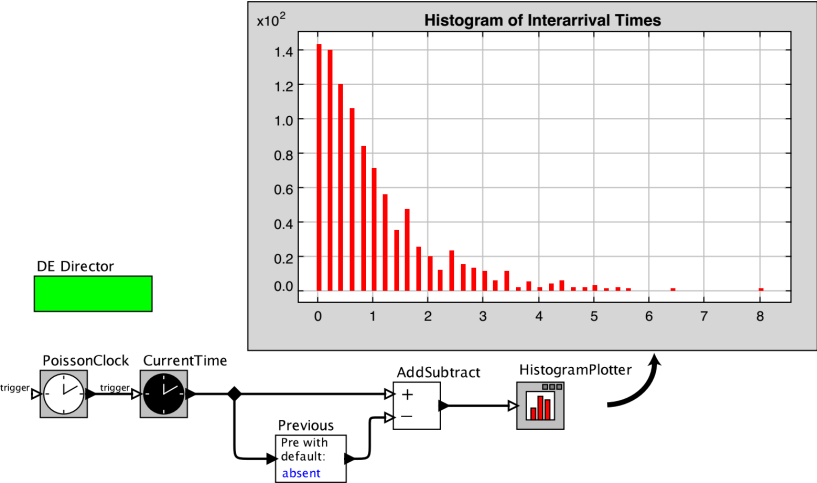 Histogram of Interarrival Times
x10²
1.4
1.2
1.0
0.8
0.6
0.4
0.2
0.0
0 1 2 3 4 5 6 7 8
DE Director
PoissonClock
CurrentTime
AddSubtract
HistogramPlotter
trigger
trigger
+
−
Previous
Pre with
default:
absent